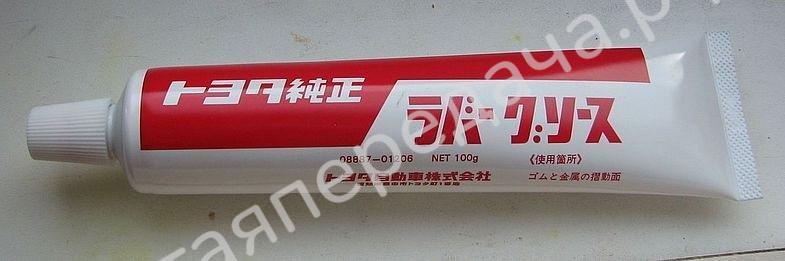 トヨタ純正
ラバーグリース
08887-01206 NET 100g
《使用箇所》
トヨタ自動車株式会社
ゴムと金属の摺動面
таяпередача.р